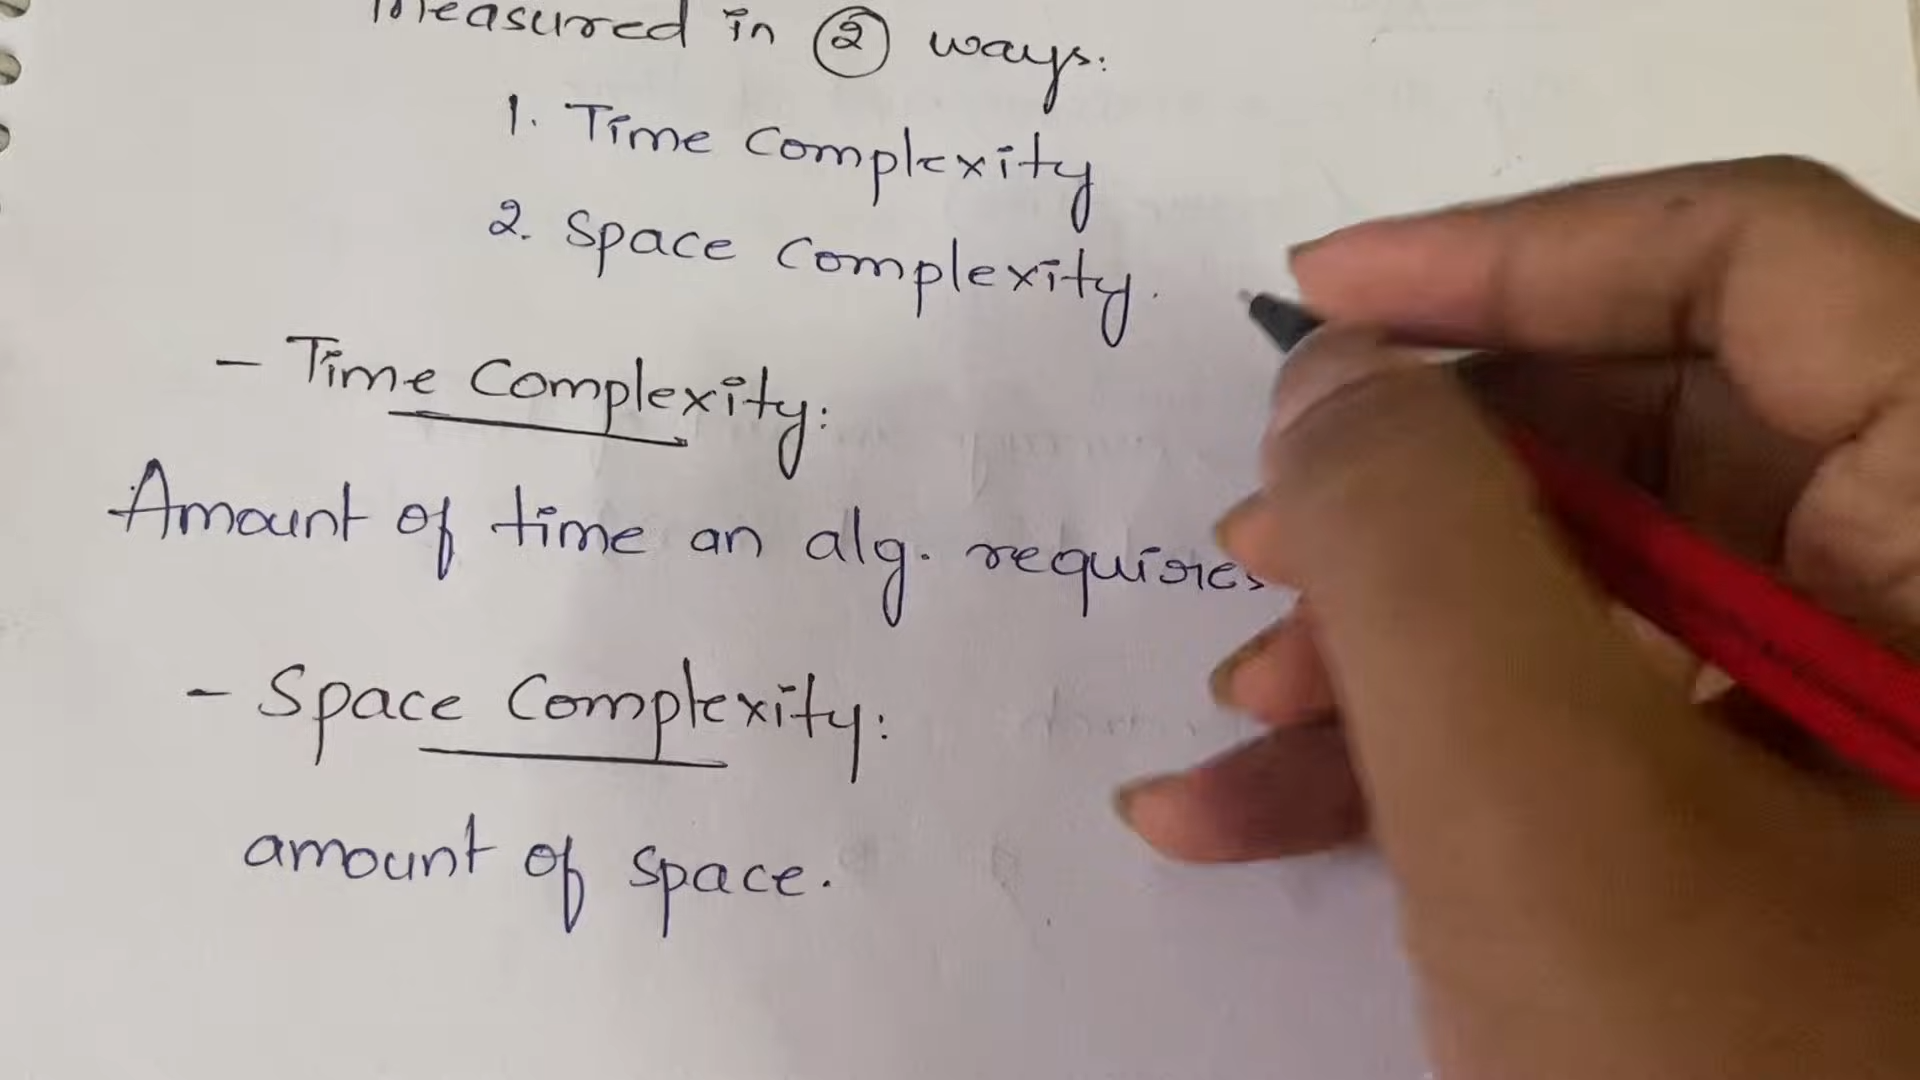 Measured in 2 ways:
1. Time Complexity
2. Space Complexity.
- Time Complexity:
Amount of time an alg. requires
- Space Complexity:
amount of space.